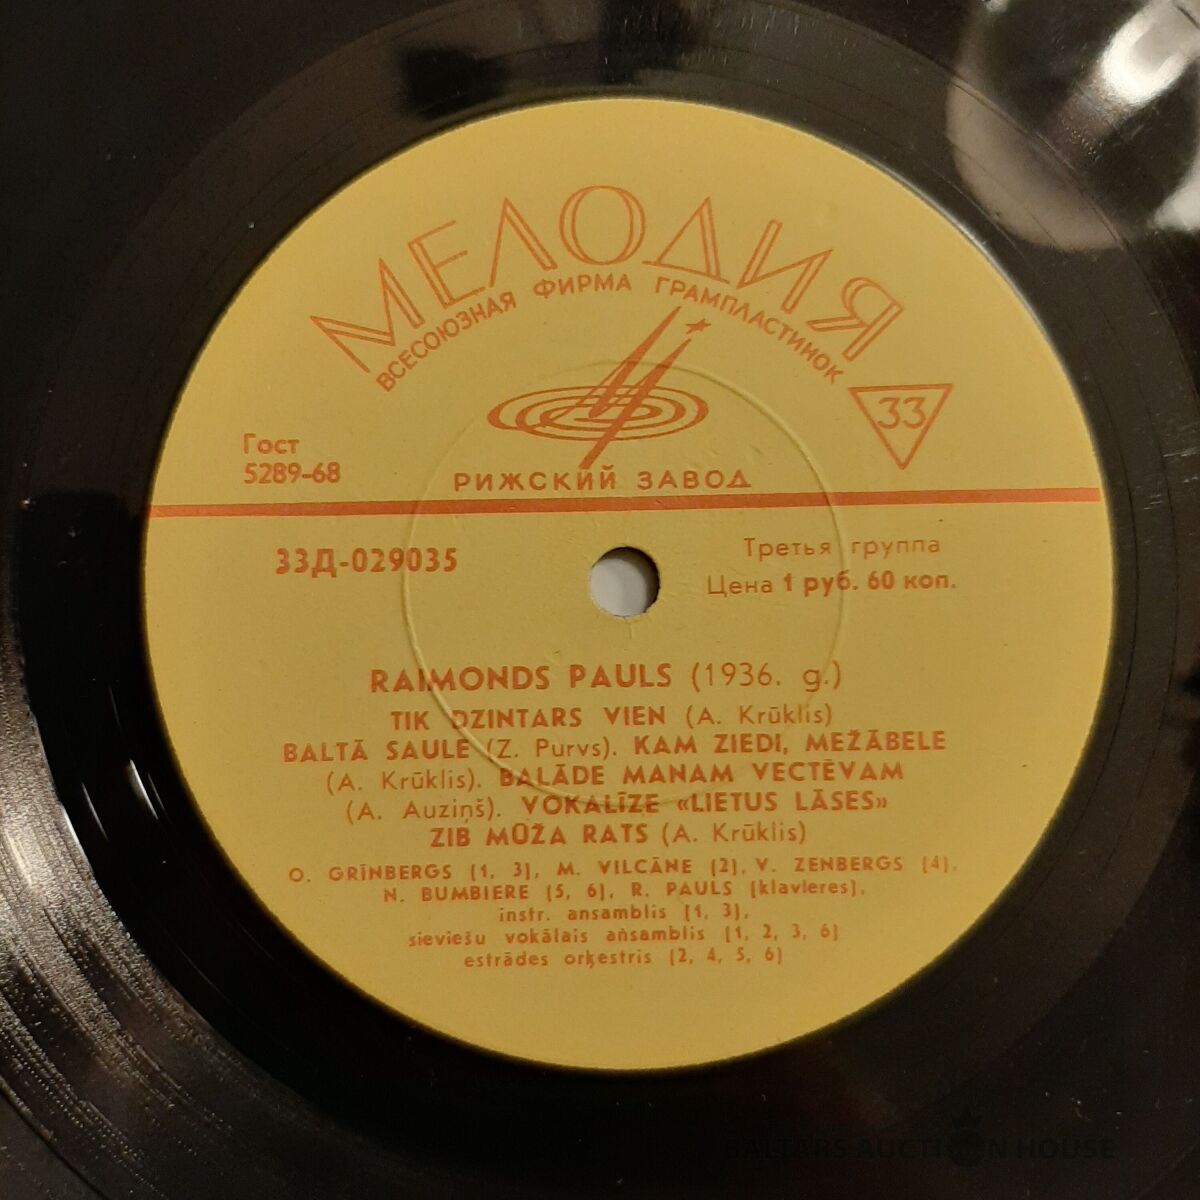 МЕЛОДИЯ
ВСЕСОЮЗНАЯ ФИРМА ГРАМПЛАСТИНОК
33
Гост
5289-68
РИЖСКИЙ ЗАВОД
33Д-029035
Третья группа
Цена 1 руб. 60 коп.
RAIMONDS PAULS (1936. g.)
TIK DZINTARS VIEN (A. Krūklis)
BALTĀ SAULE (Z. Purvs). KAM ZIEDI, MEŽĀBELE
(A. Krūklis). BALĀDE MANAM VECTĒVAM
(A. Auziņš). VOKALĪZE «LIETUS LĀSES»
ZIB MŪŽA RATS (A. Krūklis)
O. GRĪNBERGS (1, 3), M. VILCĀNE (2), V. ZENBERGS (4),
N. BUMBIERE (5, 6), R. PAULS (klavieres),
instr. ansamblis (1, 3),
sieviešu vokālais ansamblis (1, 2, 3, 6)
estrādes orķestris (2, 4, 5, 6)
BALTARS AUCTION HOUSE